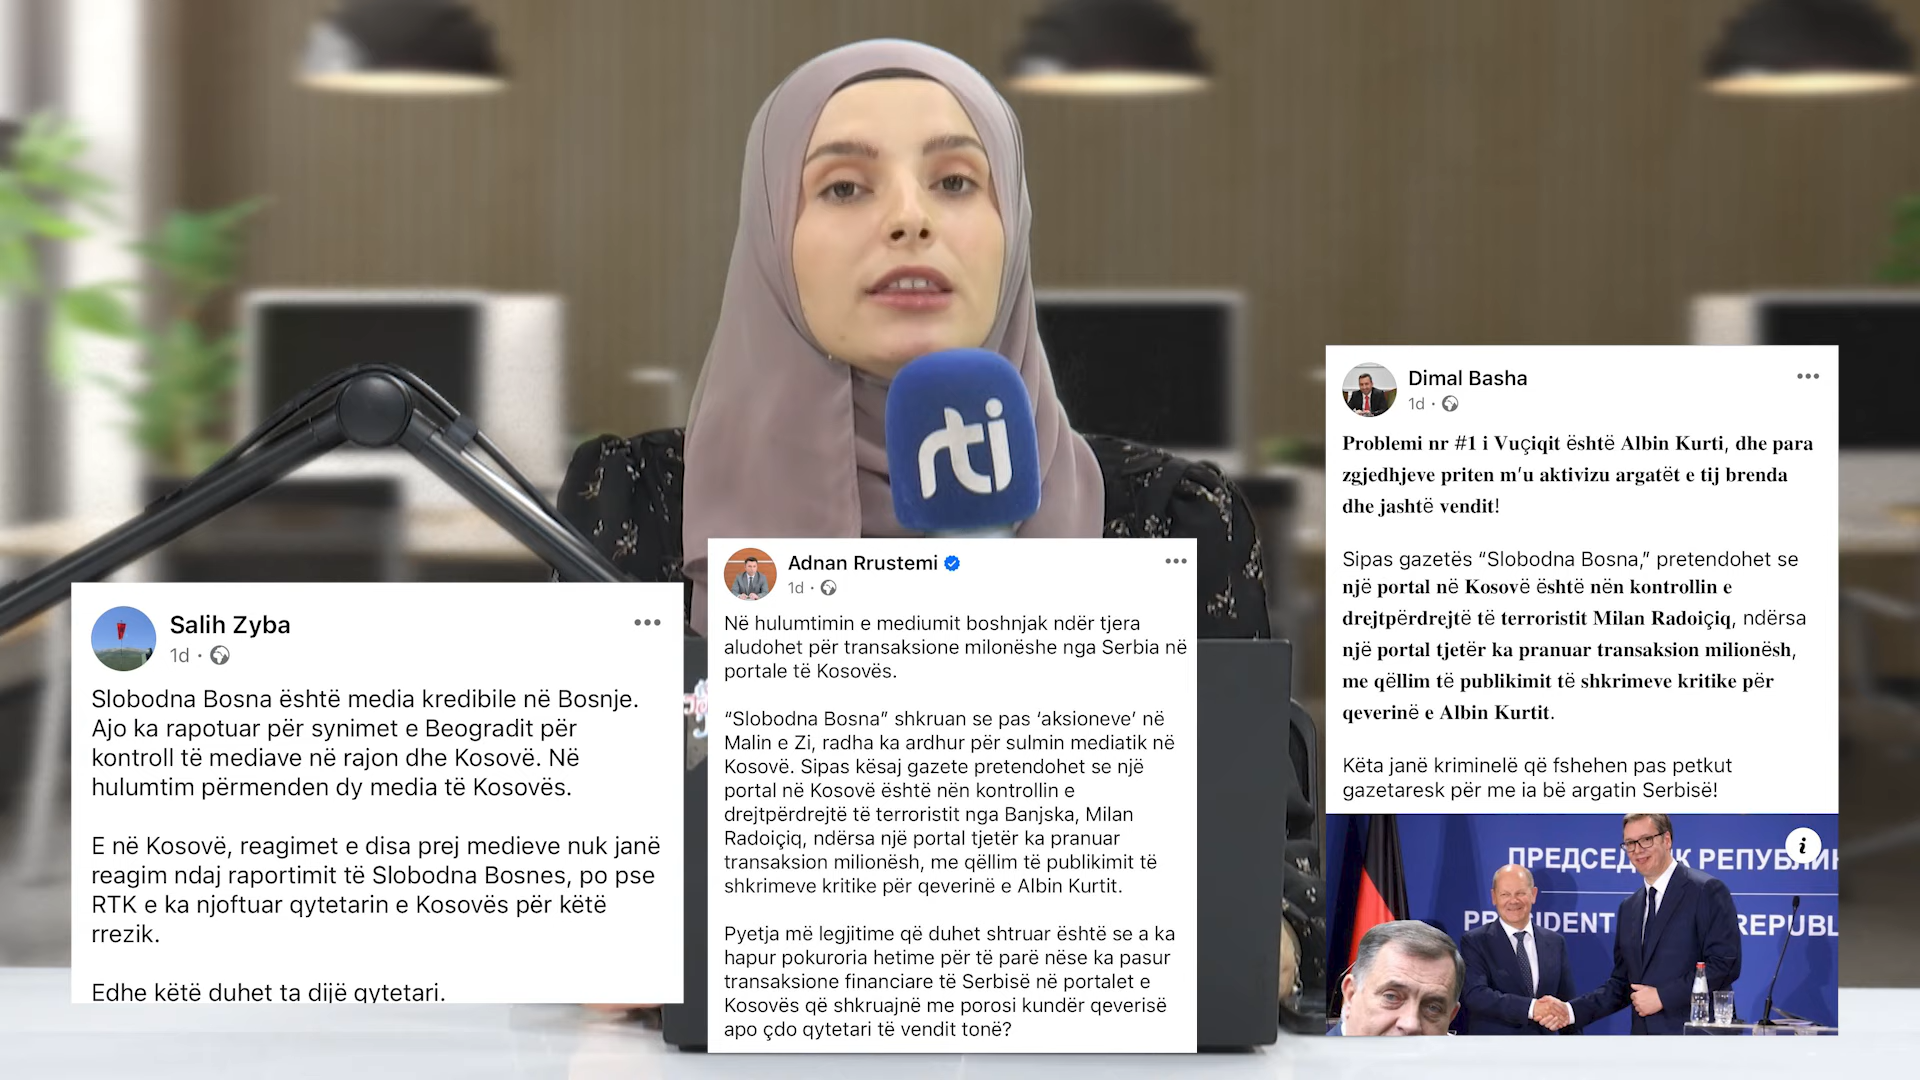 rti
Salih Zyba
1d ·
Slobodna Bosna është media kredibile në Bosnje.
Ajo ka rapotuar për synimet e Beogradit për
kontroll të mediave në rajon dhe Kosovë. Në
hulumtim përmenden dy media të Kosovës.
E në Kosovë, reagimet e disa prej medieve nuk janë
reagim ndaj raportimit të Slobodna Bosnes, po pse
RTK e ka njoftuar qytetarin e Kosovës për këtë
rrezik.
Edhe këtë duhet ta dijë qytetari.
Adnan Rrustemi
1d ·
Në hulumtimin e mediumit boshnjak ndër tjera
aludohet për transaksione milonëshe nga Serbia në
portale të Kosovës.
“Slobodna Bosna” shkruan se pas ‘aksioneve’ në
Malin e Zi, radha ka ardhur për sulmin mediatik në
Kosovë. Sipas kësaj gazete pretendohet se një
portal në Kosovë është nën kontrollin e
drejtpërdrejtë të terroristit nga Banjska, Milan
Radoiçiq, ndërsa një portal tjetër ka pranuar
transaksion milionësh, me qëllim të publikimit të
shkrimeve kritike për qeverinë e Albin Kurtit.
Pyetja më legjitime që duhet shtruar është se a ka
hapur pokuroria hetime për të parë nëse ka pasur
transaksione financiare të Serbisë në portalet e
Kosovës që shkruajnë me porosi kundër qeverisë
apo çdo qytetari të vendit tonë?
Dimal Basha
1d ·
Problemi nr #1 i Vuçiqit është Albin Kurti, dhe para
zgjedhjeve priten m’u aktivizu argatët e tij brenda
dhe jashtë vendit!
Sipas gazetës “Slobodna Bosna,” pretendohet se
një portal në Kosovë është nën kontrollin e
drejtpërdrejtë të terroristit Milan Radoiçiq, ndërsa
një portal tjetër ka pranuar transaksion milionësh,
me qëllim të publikimit të shkrimeve kritike për
qeverinë e Albin Kurtit.
Këta janë kriminelë që fshehen pas petkut
gazetaresk për me ia bë argatin Serbisë!